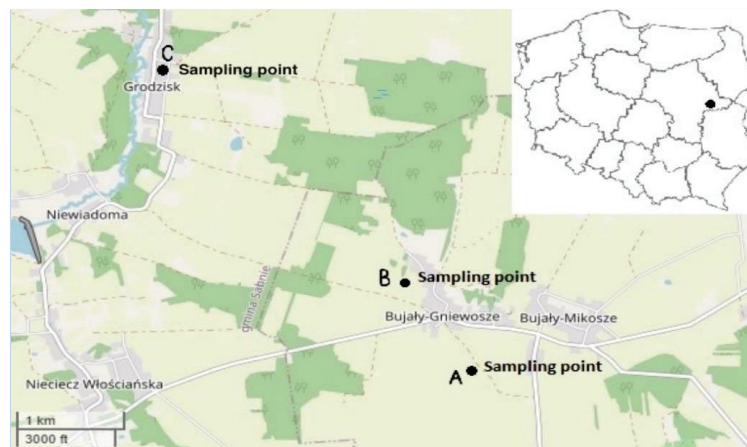 C
Sampling point
Grodzisk
Niewiadoma
gmina Sabnie
B Sampling point
Bujały-Gniewosze
Bujały-Mikosze
Sampling point
A
Nieciecz Włościańska
1 km
3000 ft